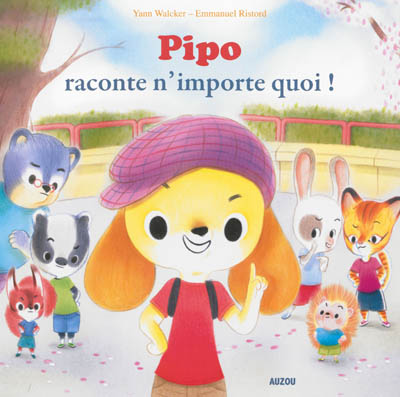 Yann Walcker – Emmanuel Ristord
Pipo
raconte n'importe quoi !
AUZOU